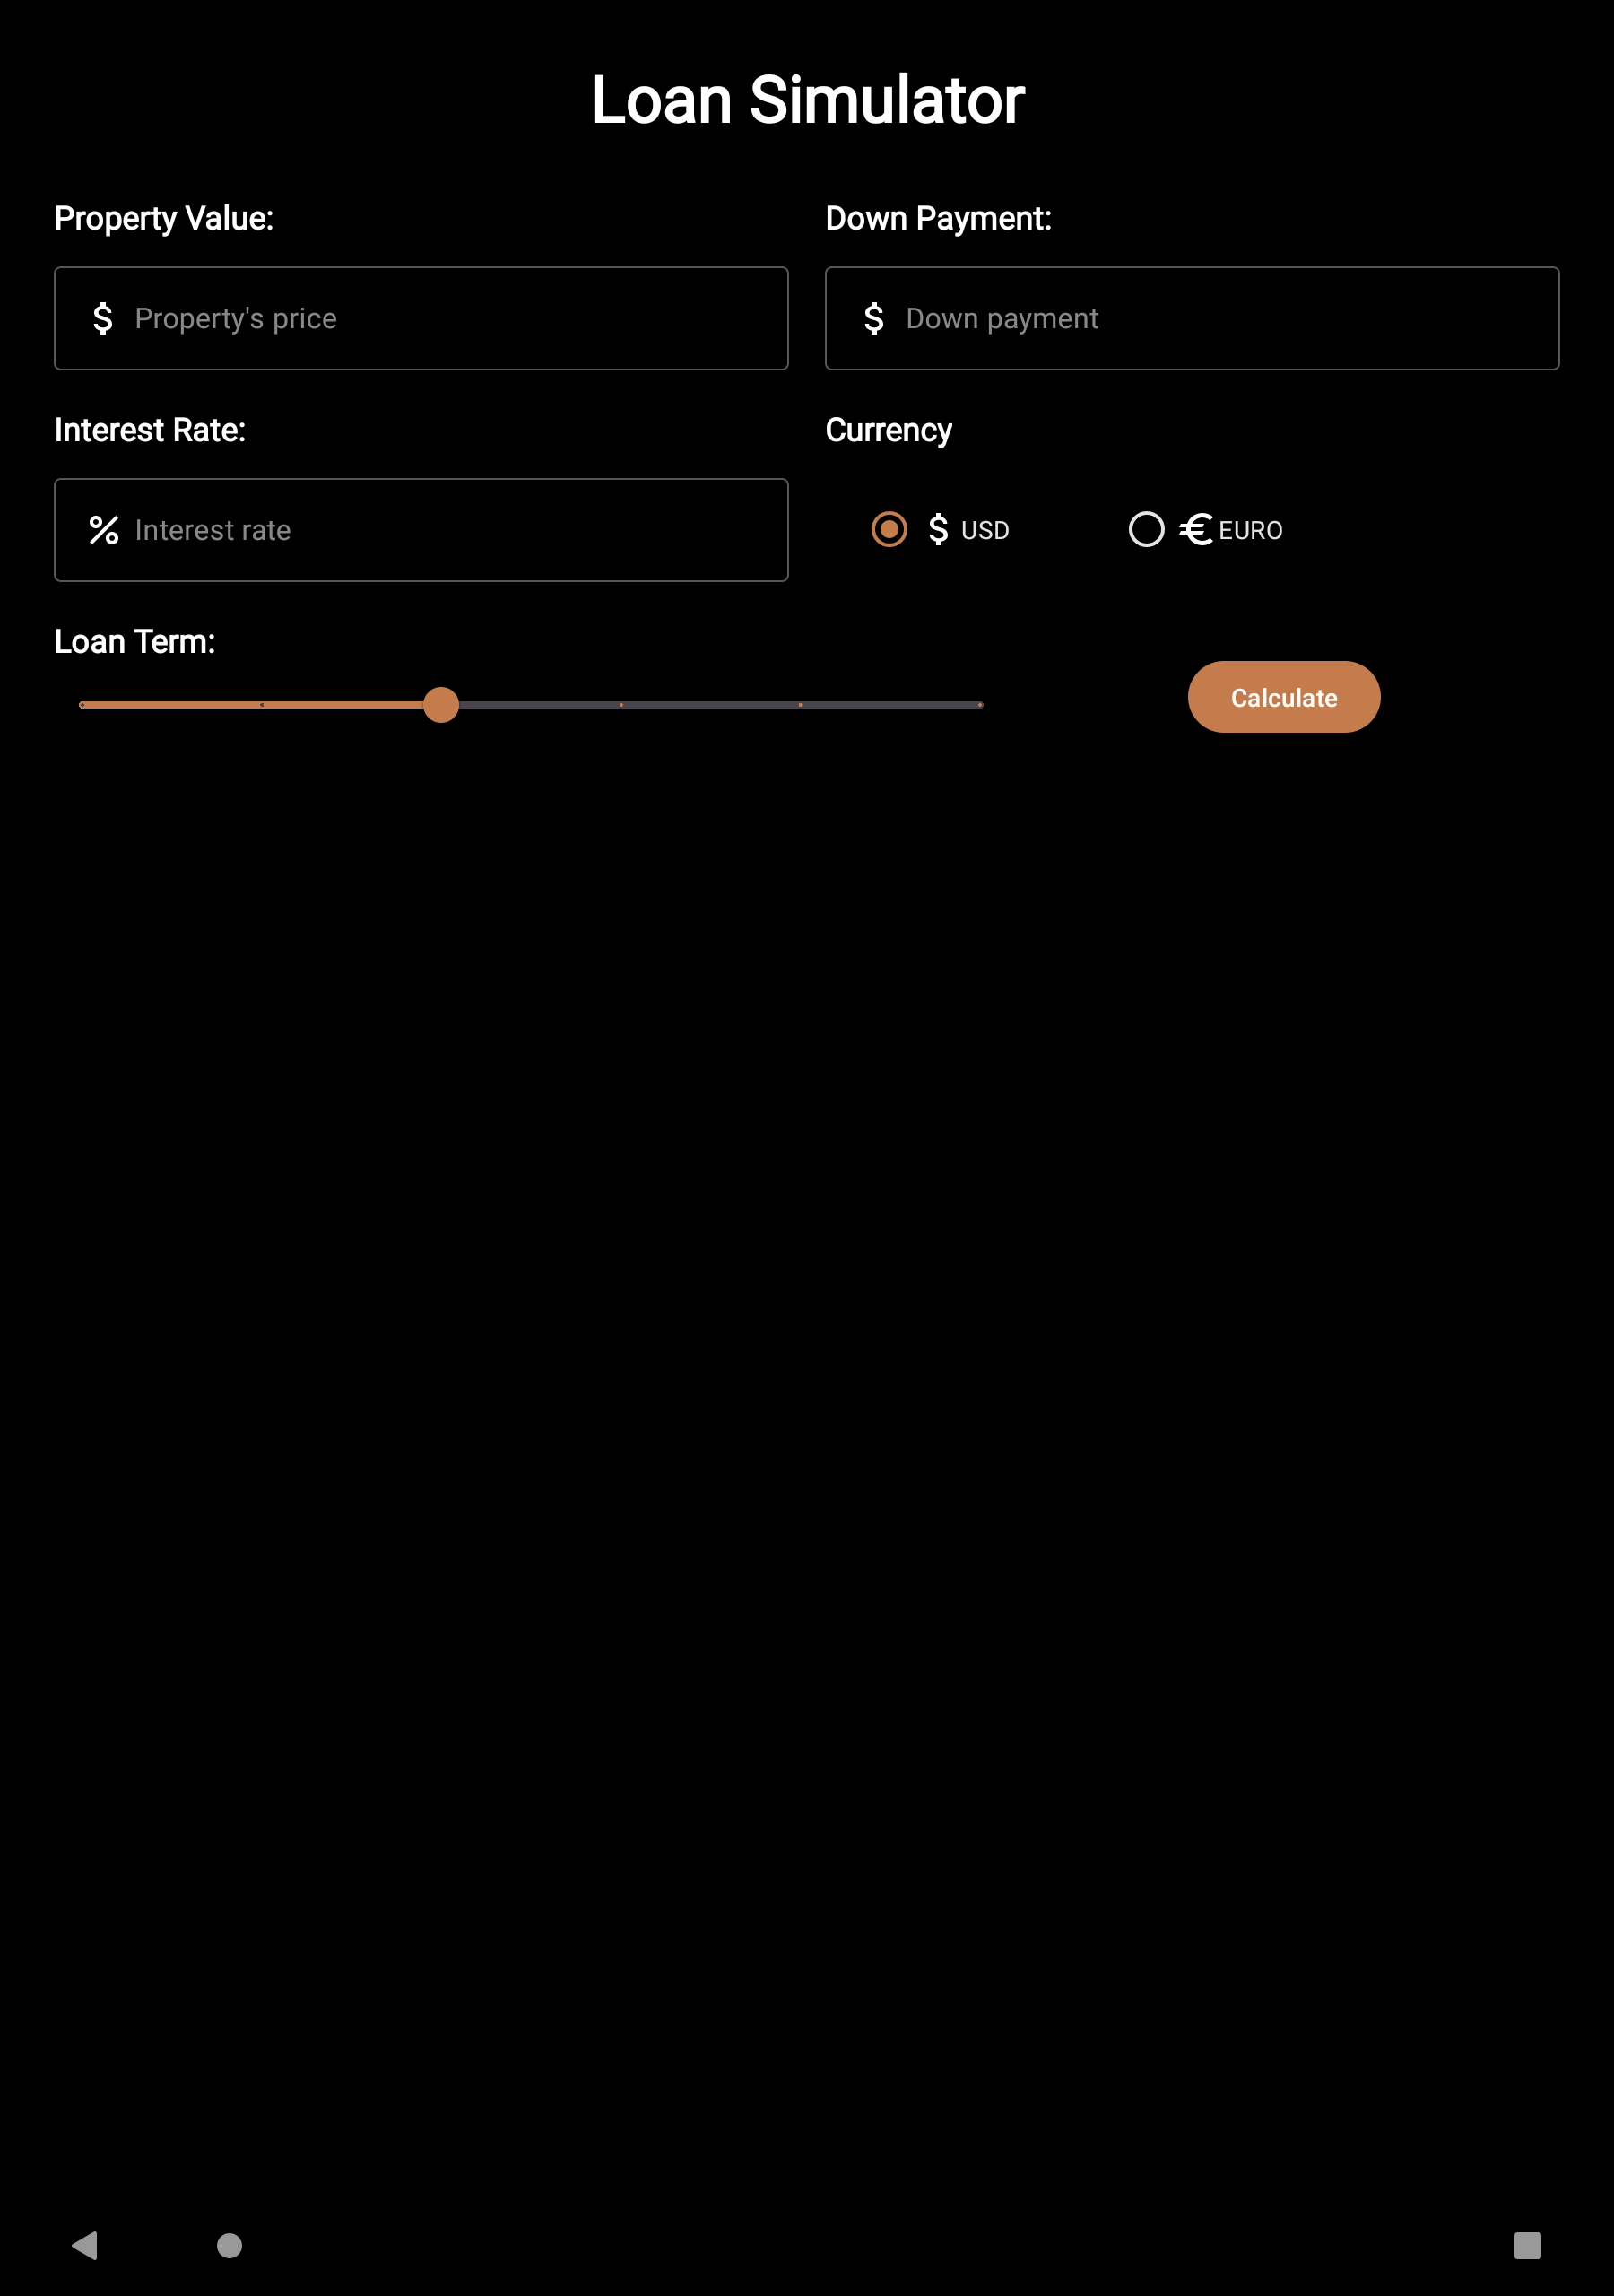 Loan Simulator
Property Value:
Down Payment:
$ Property's price
$ Down payment
Interest Rate:
Currency
% Interest rate
$ USD
€ EURO
Loan Term:
Calculate